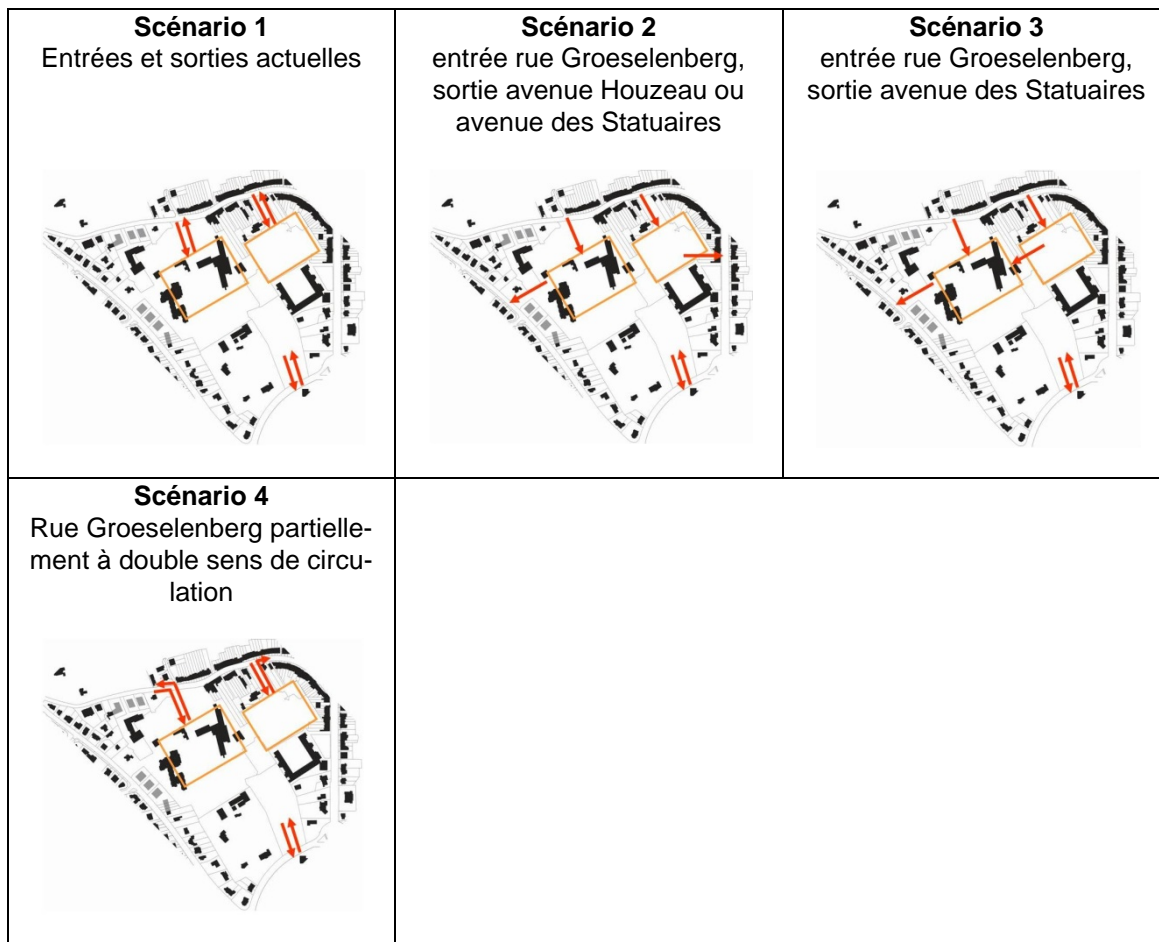 Scénario 1
Entrées et sorties actuelles
Scénario 2
entrée rue Groeselenberg,
sortie avenue Houzeau ou
avenue des Statuaires
Scénario 3
entrée rue Groeselenberg,
sortie avenue des Statuaires
Scénario 4
Rue Groeselenberg partielle-
ment à double sens de circu-
lation